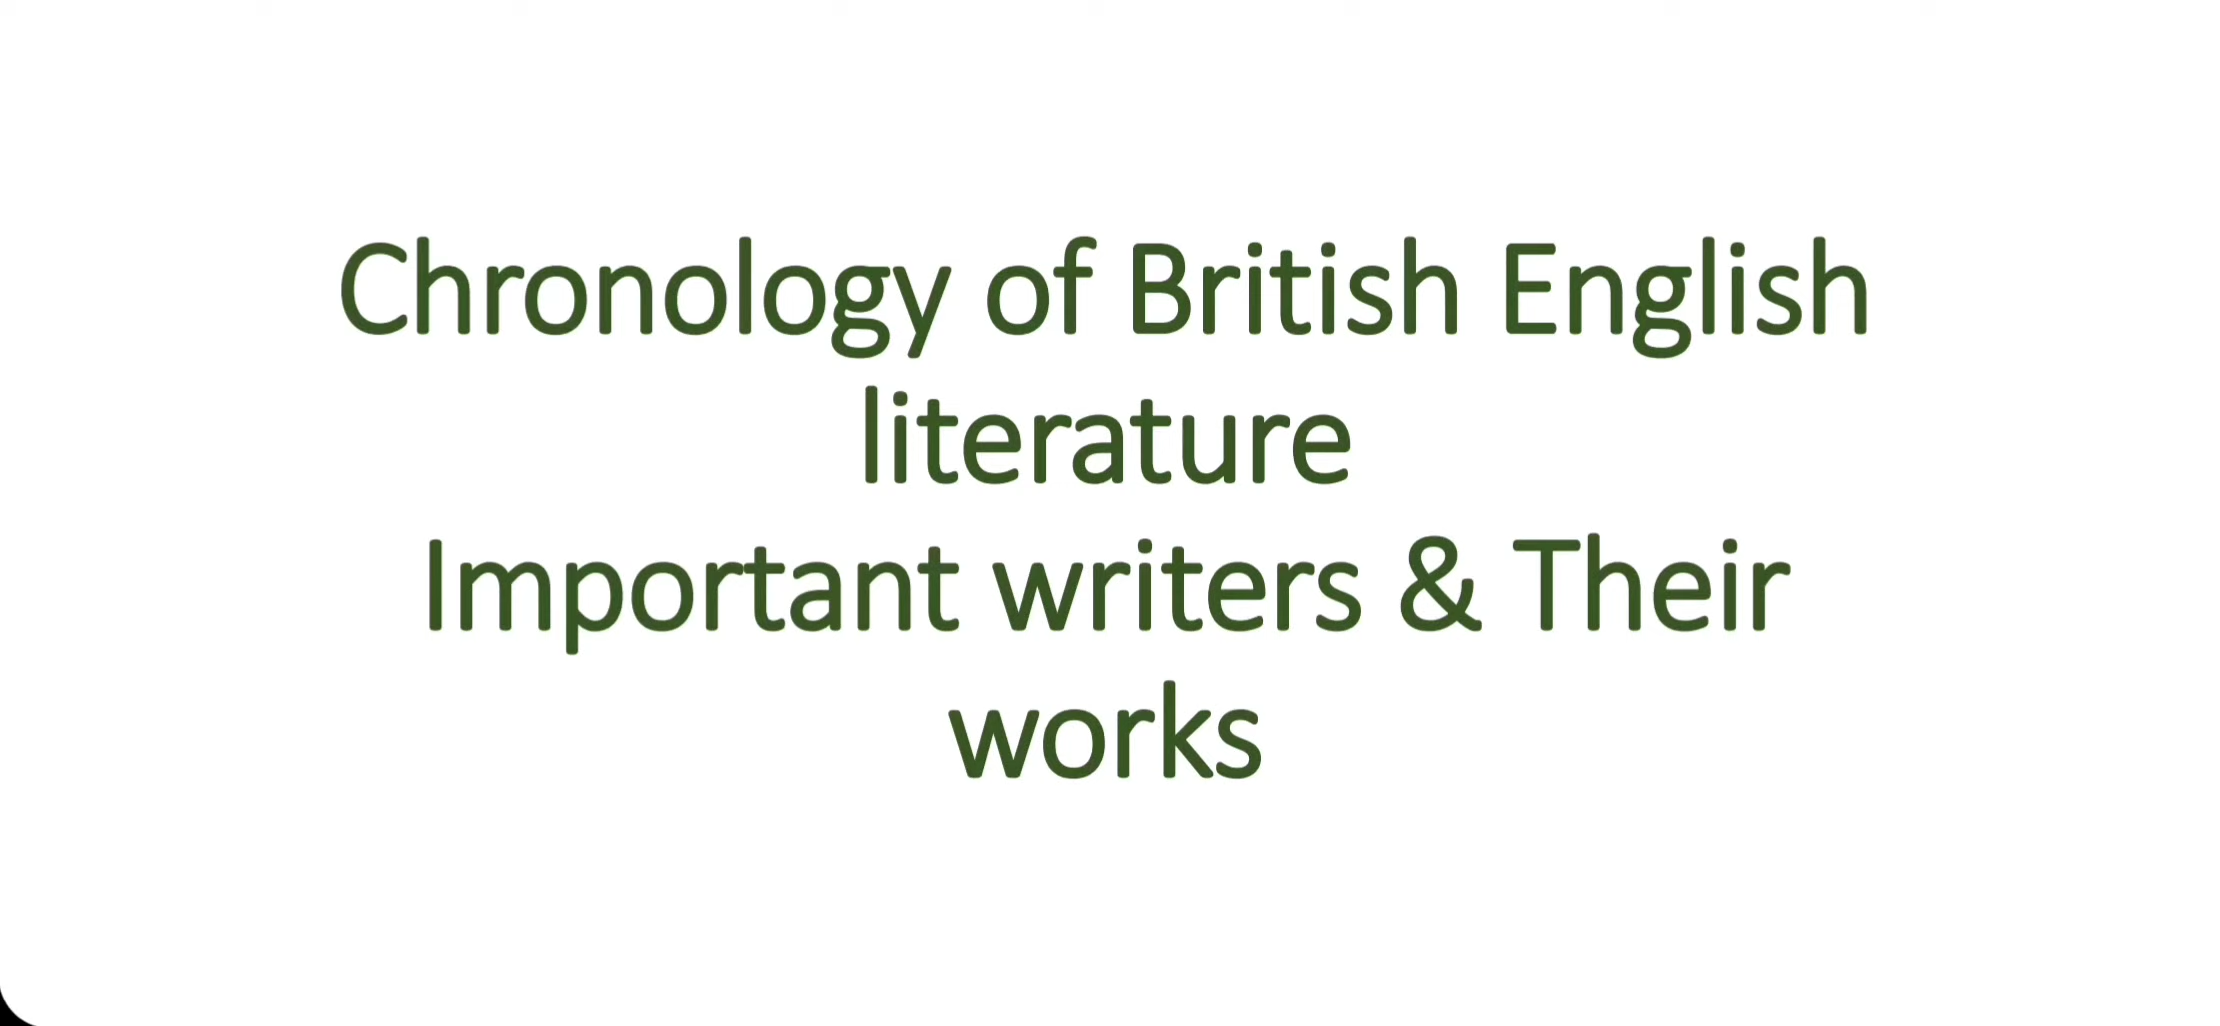 Chronology of British English
literature
Important writers & Their
works